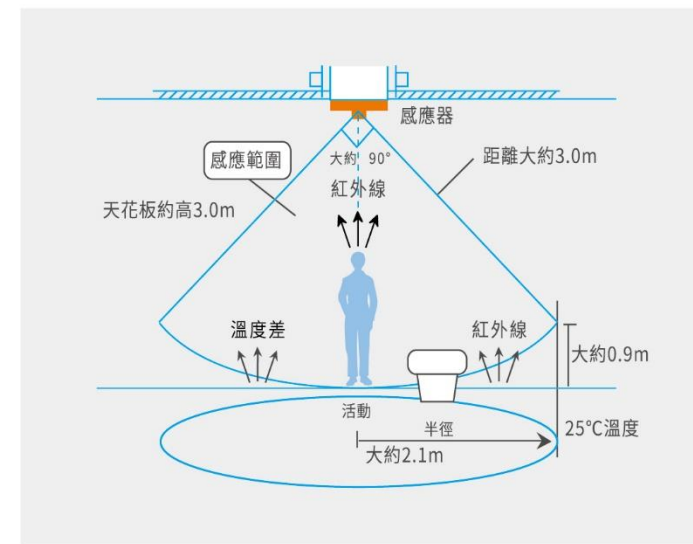 感應器
感應範圍
大約 90°
距離大約3.0m
紅外線
天花板約高3.0m
溫度差
紅外線
大約0.9m
活動
半徑
25°C溫度
大約2.1m